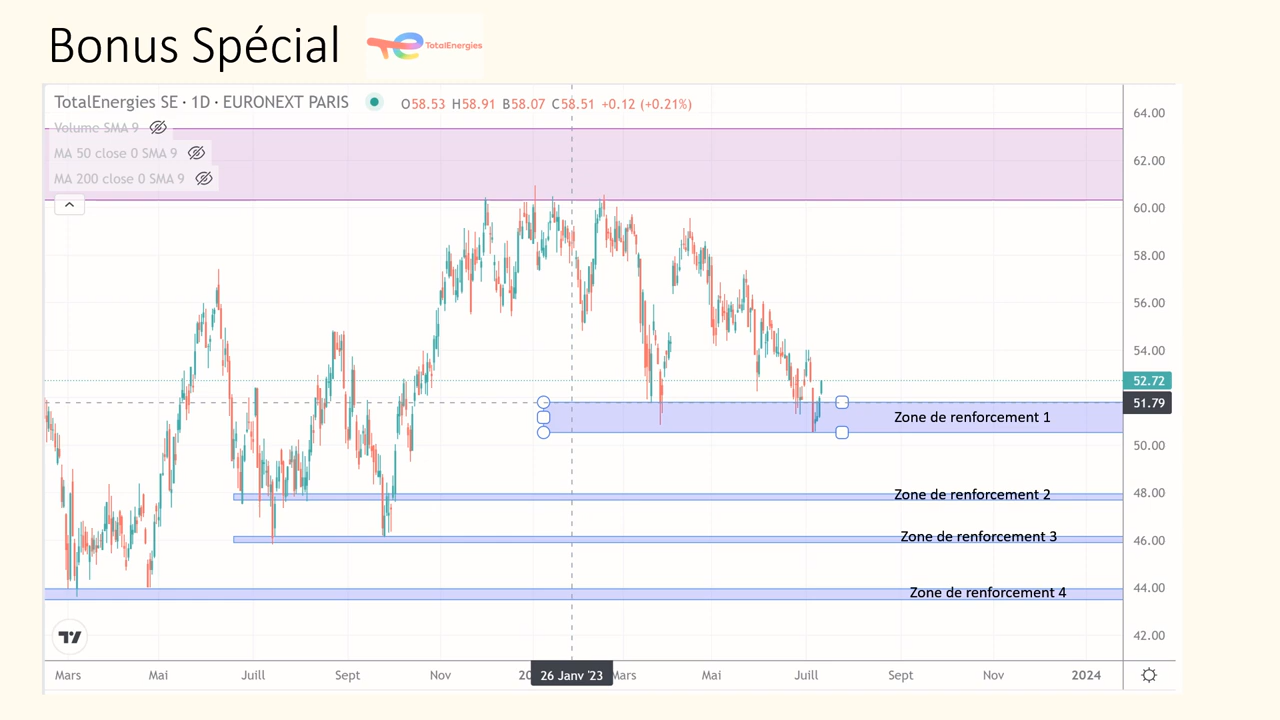 Bonus Spécial
TotalEnergies
TotalEnergies SE · 1D · EURONEXT PARIS O58.53 H58.91 B58.07 C58.51 +0.12 (+0.21%)
Volume SMA 9
MA 50 close 0 SMA 9
MA 200 close 0 SMA 9
64.00
62.00
60.00
58.00
56.00
54.00
52.72
51.79
50.00
48.00
46.00
44.00
42.00
Zone de renforcement 1
Zone de renforcement 2
Zone de renforcement 3
Zone de renforcement 4
Mars Mai Juill Sept Nov 20 26 Janv '23 Mars Mai Juill Sept Nov 2024